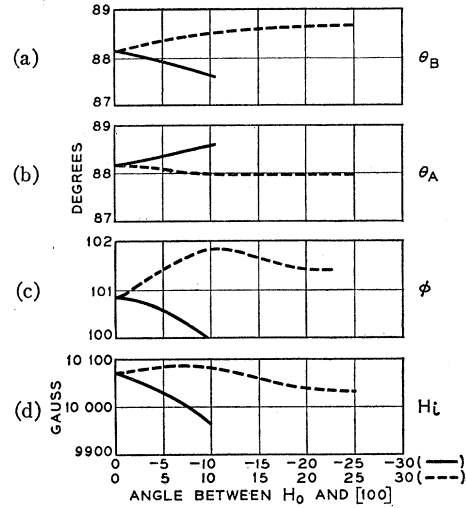 89
(a) 88 θB
87
89
(b) 88 θA
87
DEGREES
102
(c) 101 φ
100
10 100
(d) 10 000 Hi
9900
GAUSS
0 -5 -10 -15 -20 -25 -30 (——)
0 5 10 15 20 25 30 (---)
ANGLE BETWEEN H0 AND [100]